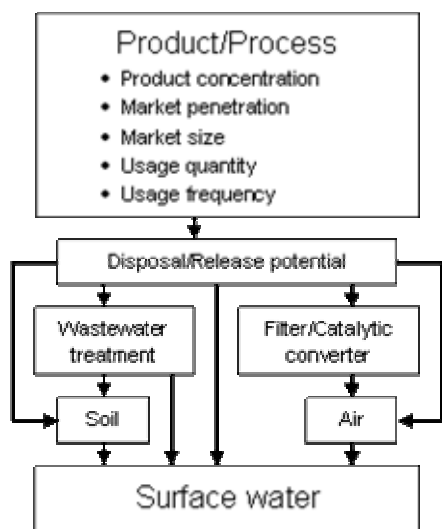 Product/Process
• Product concentration
• Market penetration
• Market size
• Usage quantity
• Usage frequency
Disposal/Release potential
Wastewater
treatment
Filter/Catalytic
converter
Soil
Air
Surface water